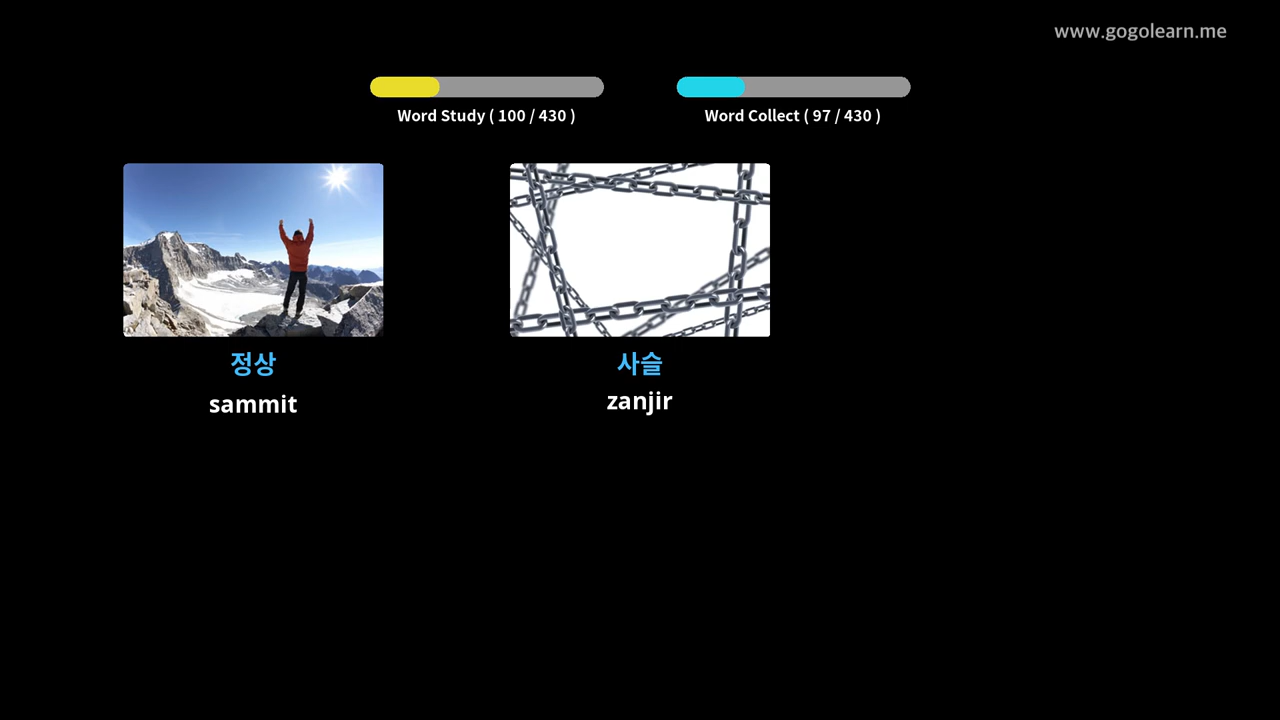 www.gogolearn.me
Word Study ( 100 / 430 )
Word Collect ( 97 / 430 )
정상
sammit
사슬
zanjir